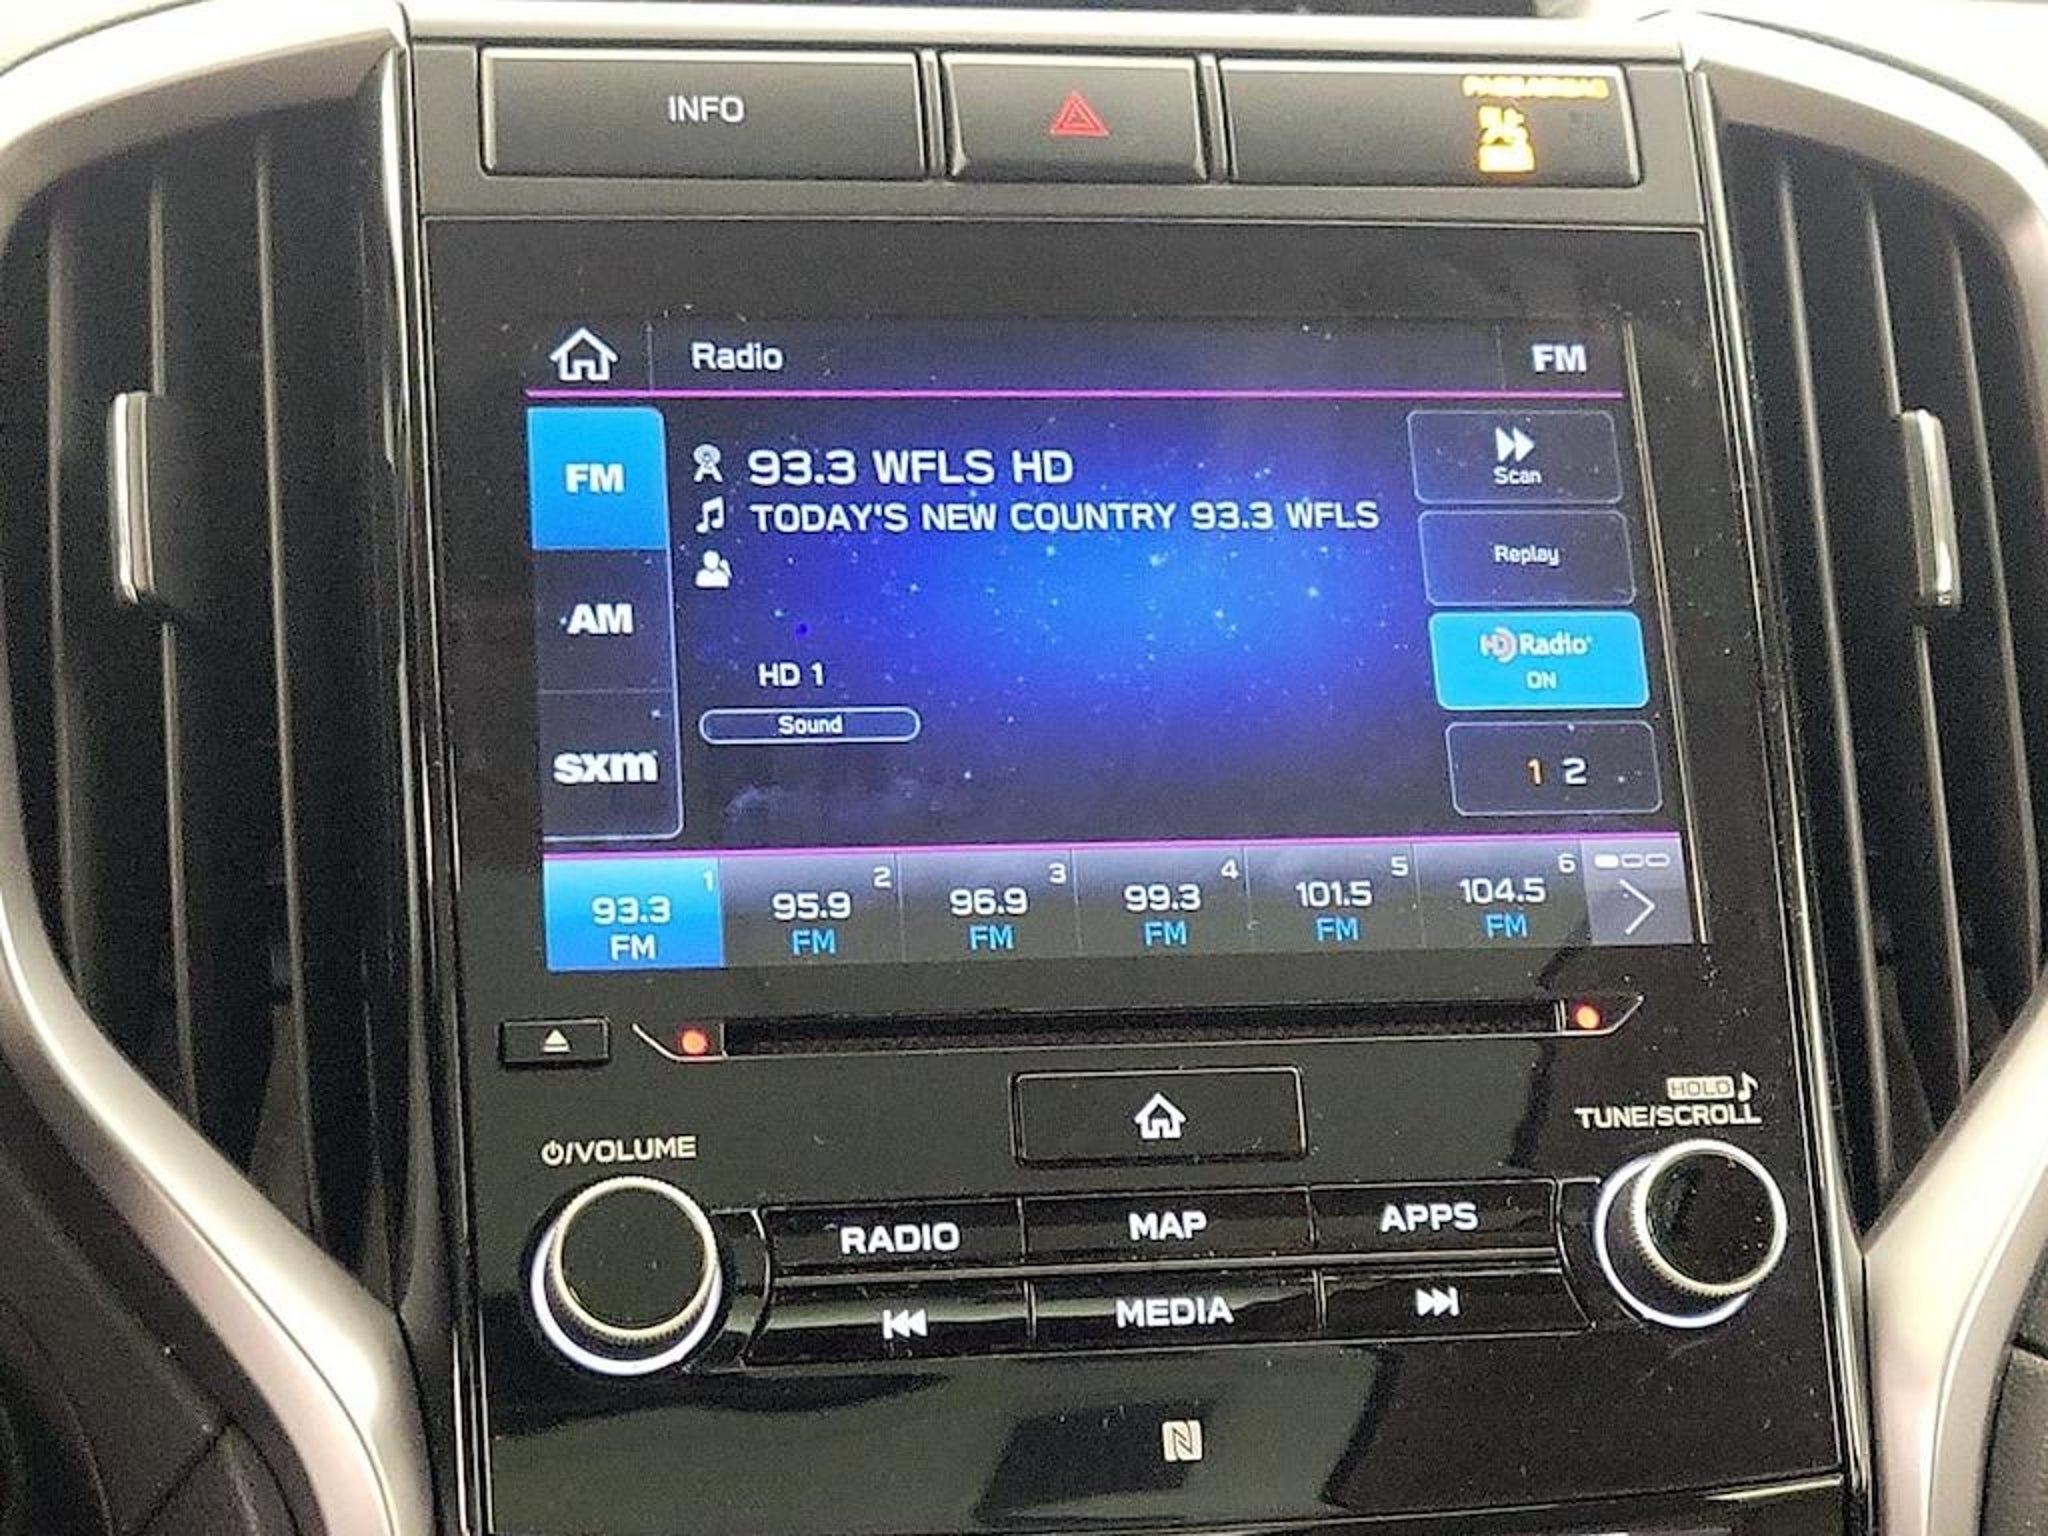 INFO
Radio
FM
FM
93.3 WFLS HD
TODAY'S NEW COUNTRY 93.3 WFLS
Scan
Replay
AM
HD Radio
ON
HD 1
Sound
sxm
1 2
1
93.3
FM
2
95.9
FM
3
96.9
FM
4
99.3
FM
5
101.5
FM
6
104.5
FM
HOLD
TUNE/SCROLL
/VOLUME
RADIO
MAP
APPS
MEDIA